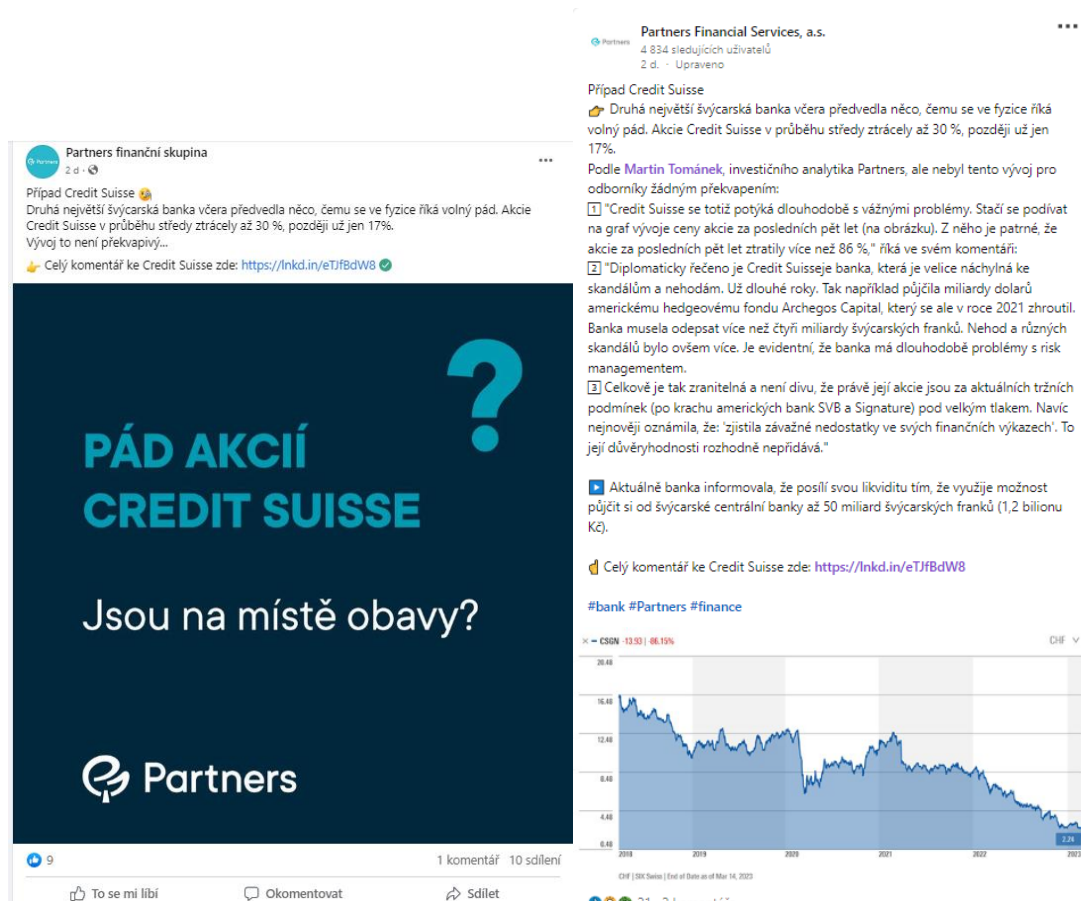 Partners
Partners finanční skupina
2 d ·
Případ Credit Suisse
Druhá největší švýcarská banka včera předvedla něco, čemu se ve fyzice říká volný pád. Akcie
Credit Suisse v průběhu středy ztrácely až 30 %, později už jen 17%.
Vývoj to není překvapivý...
👉 Celý komentář ke Credit Suisse zde: https://lnkd.in/eTJfBdW8
?
PÁD AKCIÍ
CREDIT SUISSE
Jsou na místě obavy?
Partners
9
1 komentář 10 sdílení
To se mi líbí
Okomentovat
Sdílet
Partners
Partners Financial Services, a.s.
4 834 sledujících uživatelů
2 d. · Upraveno
Případ Credit Suisse
👉 Druhá největší švýcarská banka včera předvedla něco, čemu se ve fyzice říká
volný pád. Akcie Credit Suisse v průběhu středy ztrácely až 30 %, později už jen
17%.
Podle Martin Tománek, investičního analytika Partners, ale nebyl tento vývoj pro
odborníky žádným překvapením:
1 "Credit Suisse se totiž potýká dlouhodobě s vážnými problémy. Stačí se podívat
na graf vývoje ceny akcie za posledních pět let (na obrázku). Z něho je patrné, že
akcie za posledních pět let ztratily více než 86 %," říká ve svém komentáři:
2 "Diplomaticky řečeno je Credit Suisseje banka, která je velice náchylná ke
skandálům a nehodám. Už dlouhé roky. Tak například půjčila miliardy dolarů
americkému hedgeovému fondu Archegos Capital, který se ale v roce 2021 zhroutil.
Banka musela odepsat více než čtyři miliardy švýcarských franků. Nehod a různých
skandálů bylo ovšem více. Je evidentní, že banka má dlouhodobě problémy s risk
managementem.
3 Celkově je tak zranitelná a není divu, že právě její akcie jsou za aktuálních tržních
podmínek (po krachu amerických bank SVB a Signature) pod velkým tlakem. Navíc
nejnověji oznámila, že: 'zjistila závažné nedostatky ve svých finančních výkazech'. To
její důvěryhodnosti rozhodně nepřidává."
Aktuálně banka informovala, že posílí svou likviditu tím, že využije možnost
půjčit si od švýcarské centrální banky až 50 miliard švýcarských franků (1,2 bilionu
Kč).
☝ Celý komentář ke Credit Suisse zde: https://lnkd.in/eTJfBdW8
#bank #Partners #finance
CSGN -13.93 | -86.15%
CHF
20.48
16.48
12.48
8.48
4.48
0.48
2.24
2018 2019 2020 2021 2022 2023
CHF | SIX Swiss | End of Date as of Mar 14, 2023